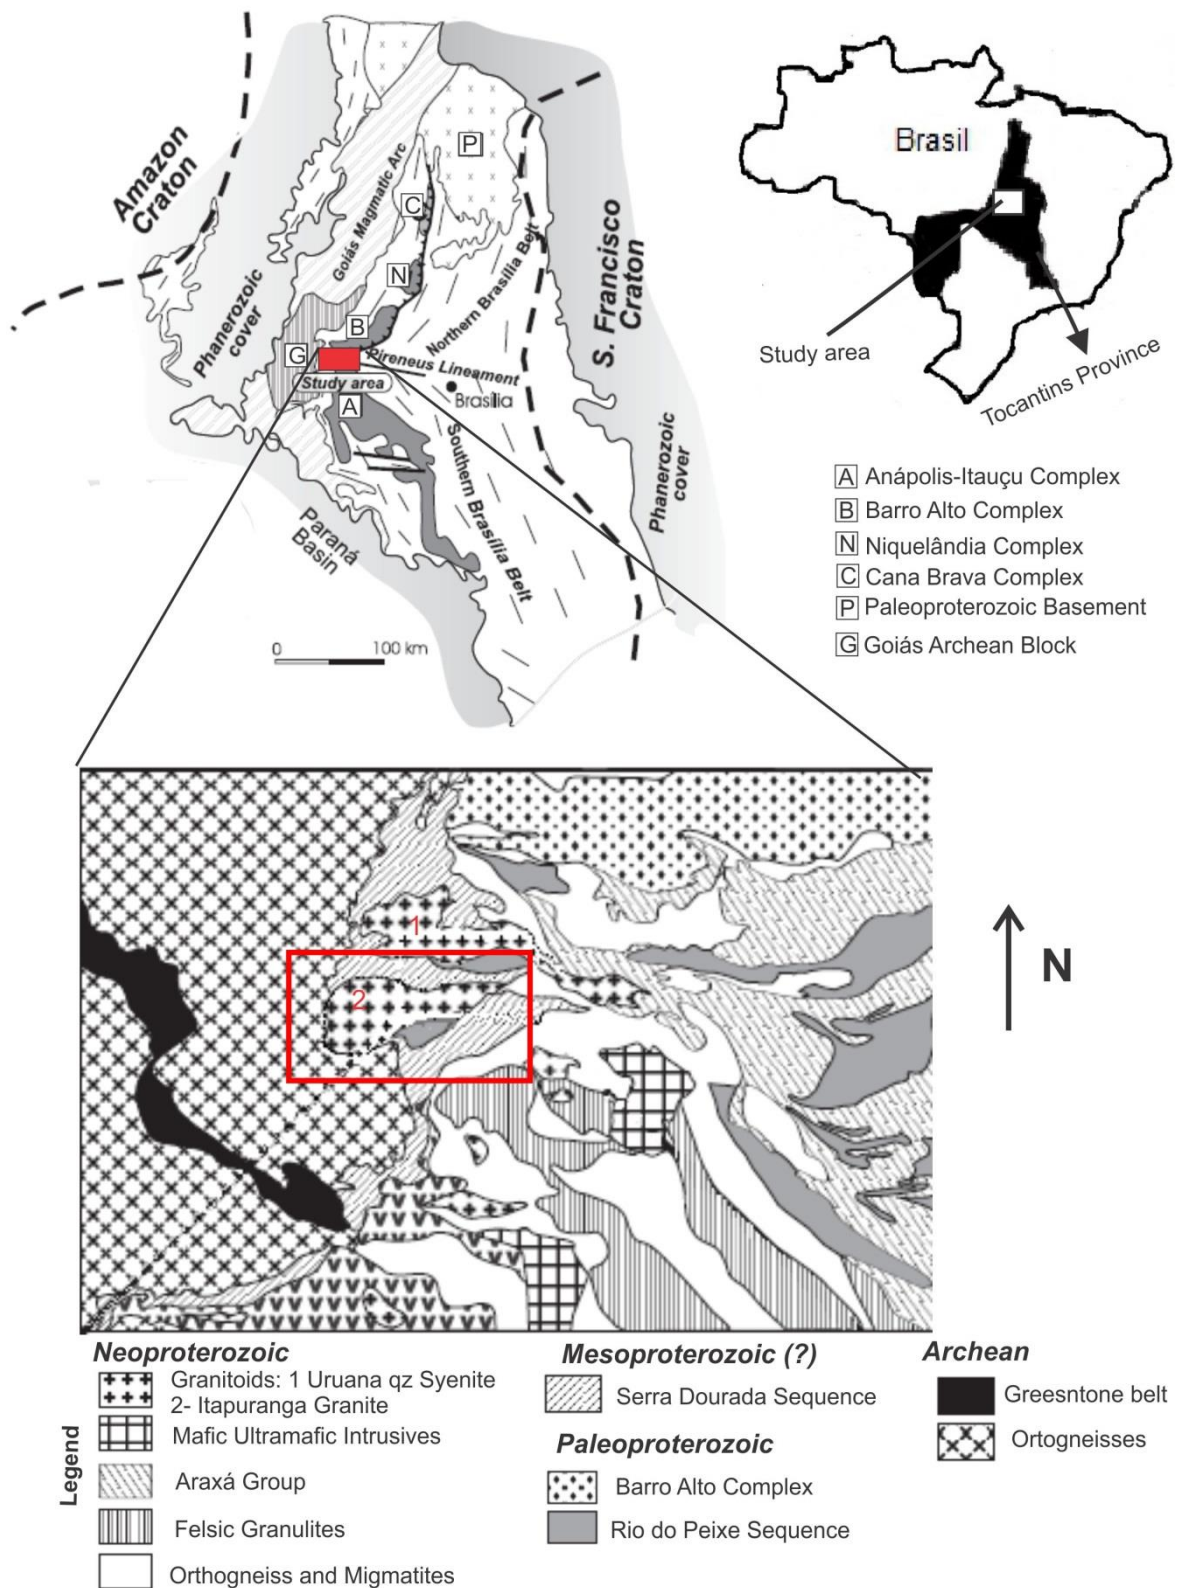 Amazon
Craton
Phanerozoic
cover
Goiás Magmatic Arc
P
C
N
B
G
Northern Brasília Belt
S. Francisco
Craton
Pireneus Lineament
Study area
Brasília
A
Southern Brasília Belt
Phanerozoic
cover
Paraná
Basin
0 100 km
Brasil
Study area
Tocantins Province
A Anápolis-Itauçu Complex
B Barro Alto Complex
N Niquelândia Complex
C Cana Brava Complex
P Paleoproterozoic Basement
G Goiás Archean Block
1
2
N
Legend
Neoproterozoic
Granitoids: 1 Uruana qz Syenite
2- Itapuranga Granite
Mafic Ultramafic Intrusives
Araxá Group
Felsic Granulites
Orthogneiss and Migmatites
Mesoproterozoic (?)
Serra Dourada Sequence
Paleoproterozoic
Barro Alto Complex
Rio do Peixe Sequence
Archean
Greesntone belt
Ortogneisses